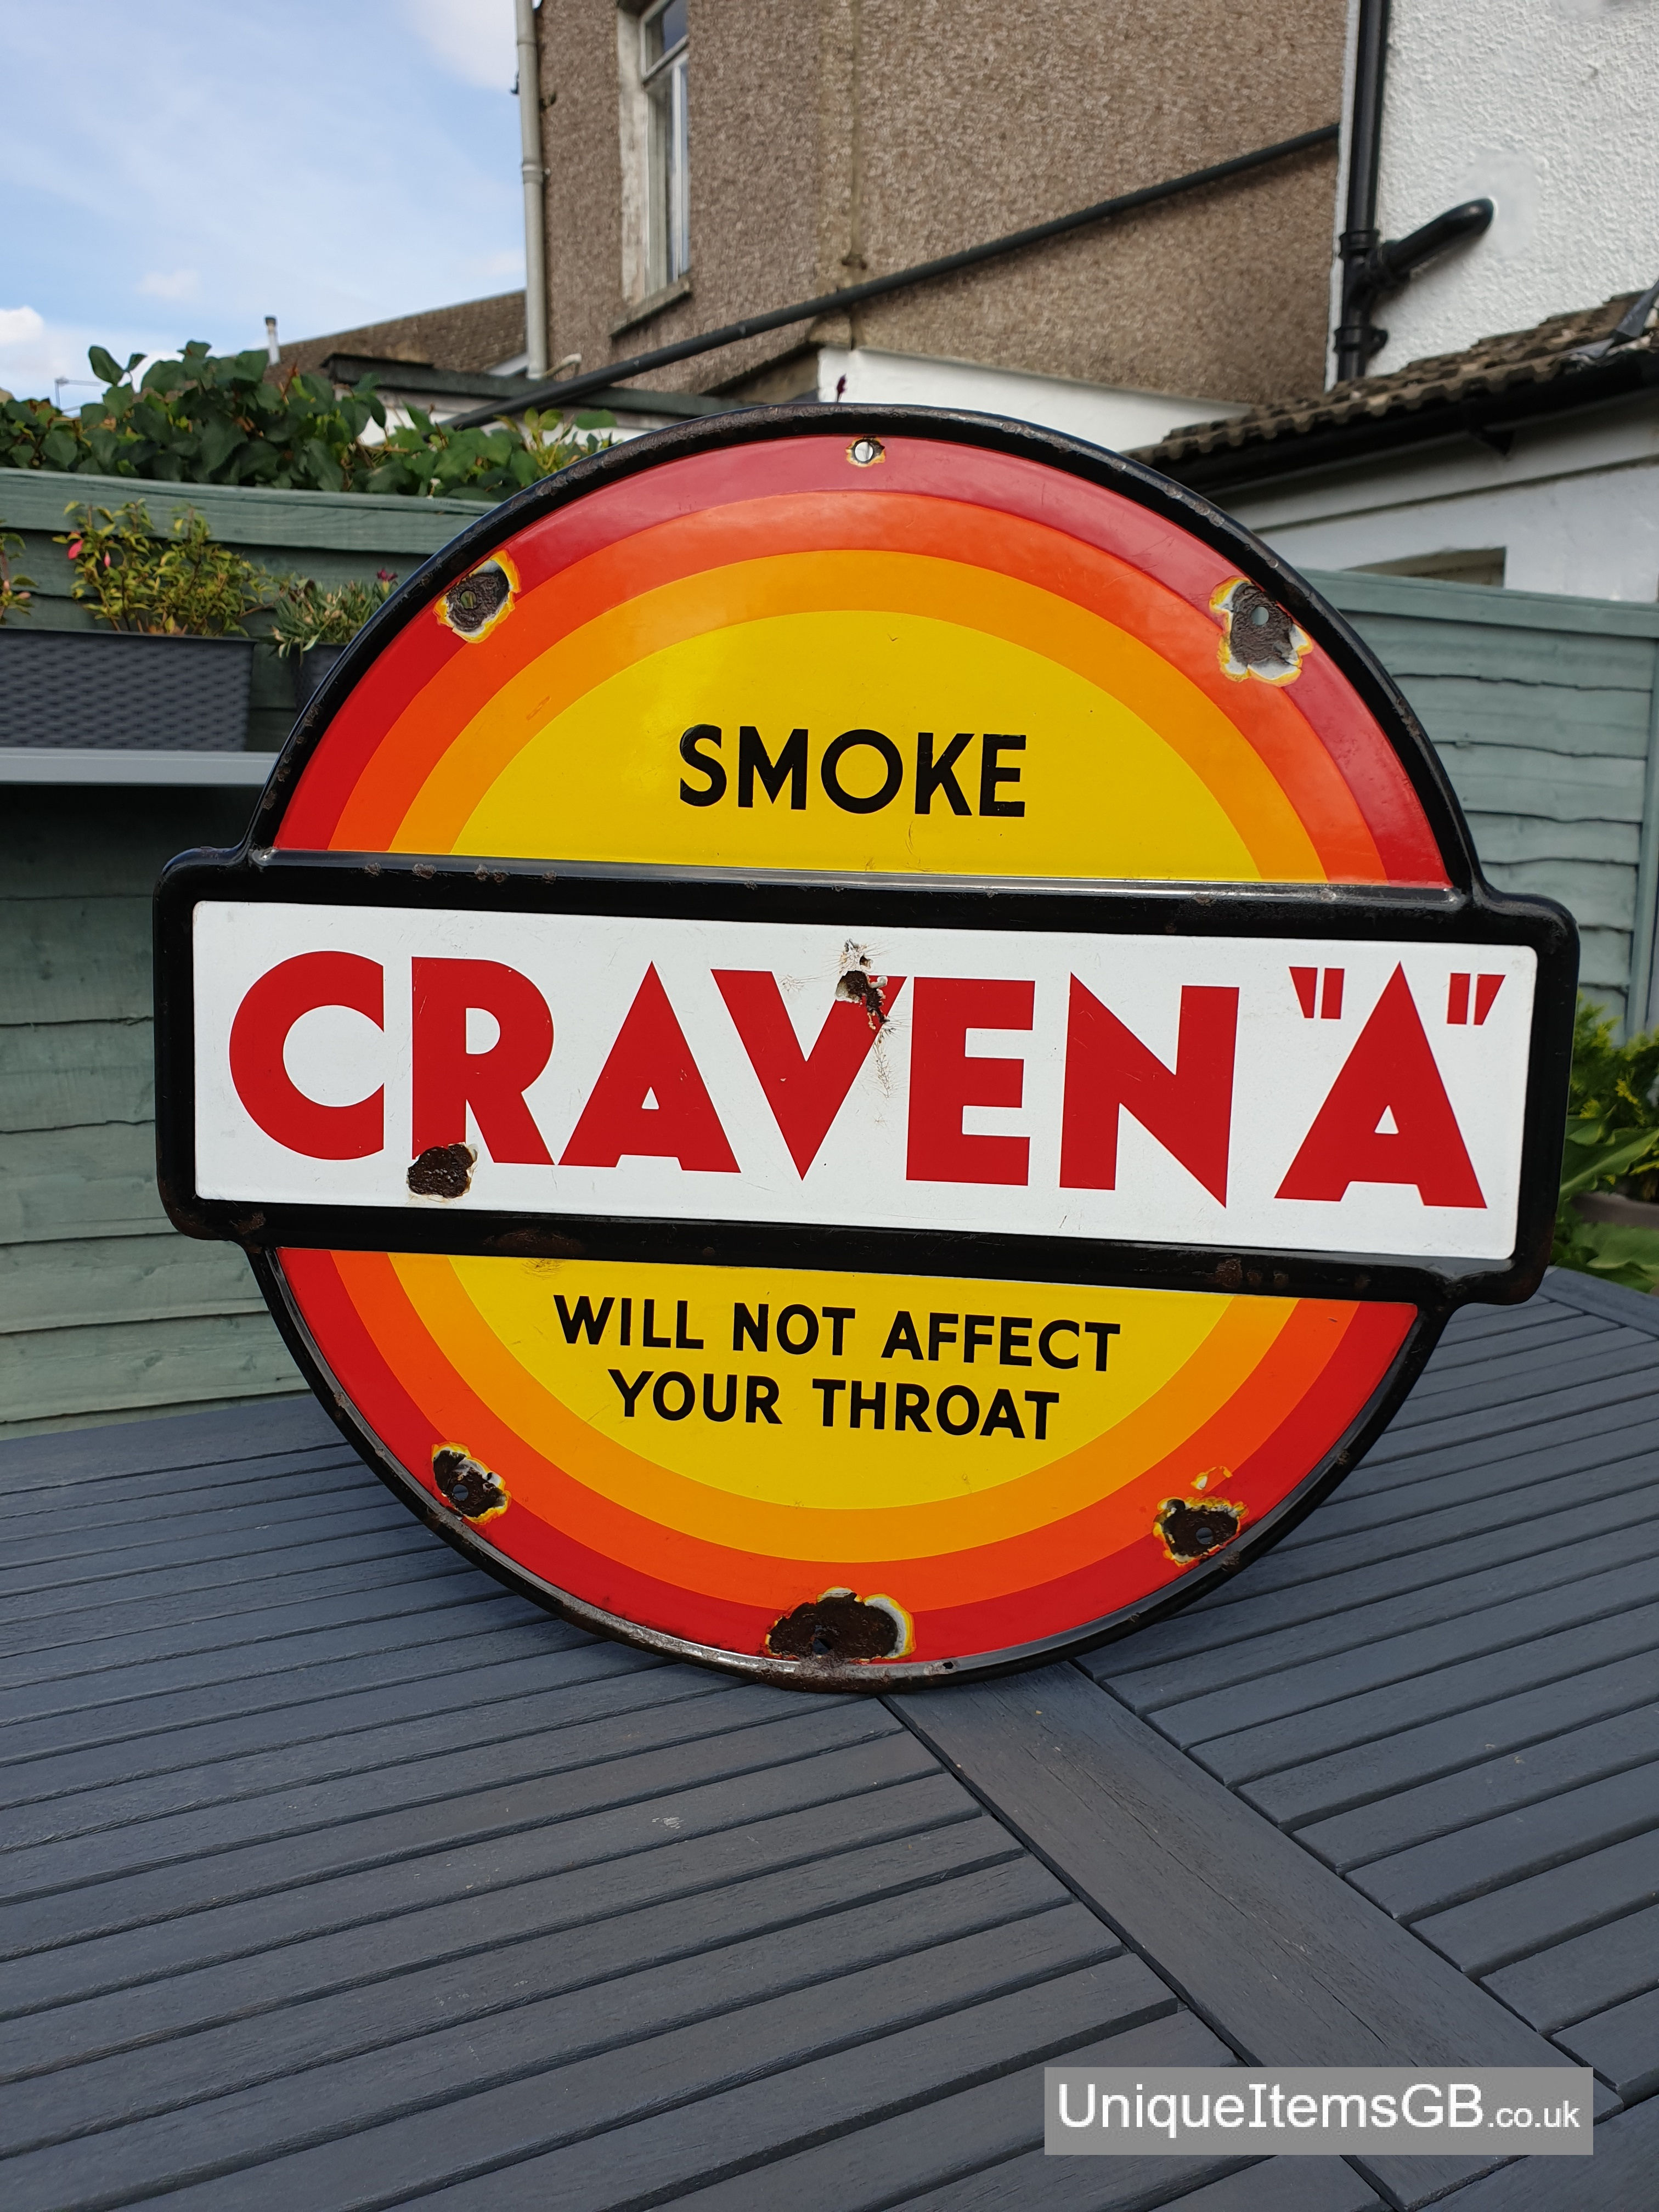 SMOKE
CRAVEN "A"
WILL NOT AFFECT
YOUR THROAT
UniqueItemsGB.co.uk